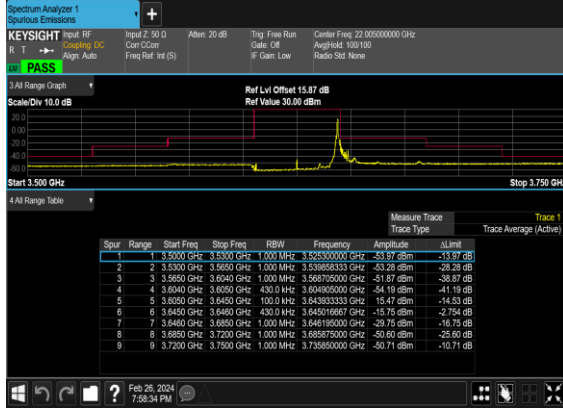 Spectrum Analyzer 1
Spurious Emissions
+
KEYSIGHT Input: RF Input Z: 50 Ω Atten: 20 dB Trig: Free Run Center Freq: 22.005000000 GHz
R T Coupling: DC Corr CCorr Gate: Off Avg|Hold: 100/100
Align: Auto Freq Ref: Int (S) IF Gain: Low Radio Std: None
PASS
3 All Range Graph
Ref Lvl Offset 15.87 dB
Scale/Div 10.0 dB Ref Value 30.00 dBm
20.0
0.00
-20.0
-40.0
-60.0
Start 3.500 GHz Stop 3.750 GH
4 All Range Table
Measure Trace Trace 1
Trace Type Trace Average (Active)
Spur Range Start Freq Stop Freq RBW Frequency Amplitude ΔLimit
1 1 3.5000 GHz 3.5300 GHz 1.000 MHz 3.525300000 GHz -53.97 dBm -13.97 dB
2 2 3.5300 GHz 3.5650 GHz 1.000 MHz 3.539858333 GHz -53.28 dBm -28.28 dB
3 3 3.5650 GHz 3.6040 GHz 1.000 MHz 3.568705000 GHz -51.87 dBm -38.87 dB
4 4 3.6040 GHz 3.6050 GHz 430.0 kHz 3.604905000 GHz -54.19 dBm -41.19 dB
5 5 3.6050 GHz 3.6450 GHz 100.0 kHz 3.643933333 GHz 15.47 dBm -14.53 dB
6 6 3.6450 GHz 3.6460 GHz 430.0 kHz 3.645016667 GHz -15.75 dBm -2.754 dB
7 7 3.6460 GHz 3.6850 GHz 1.000 MHz 3.646195000 GHz -29.75 dBm -16.75 dB
8 8 3.6850 GHz 3.7200 GHz 1.000 MHz 3.685875000 GHz -50.60 dBm -25.60 dB
9 9 3.7200 GHz 3.7500 GHz 1.000 MHz 3.735850000 GHz -50.71 dBm -10.71 dB
? Feb 26, 2024
7:58:34 PM